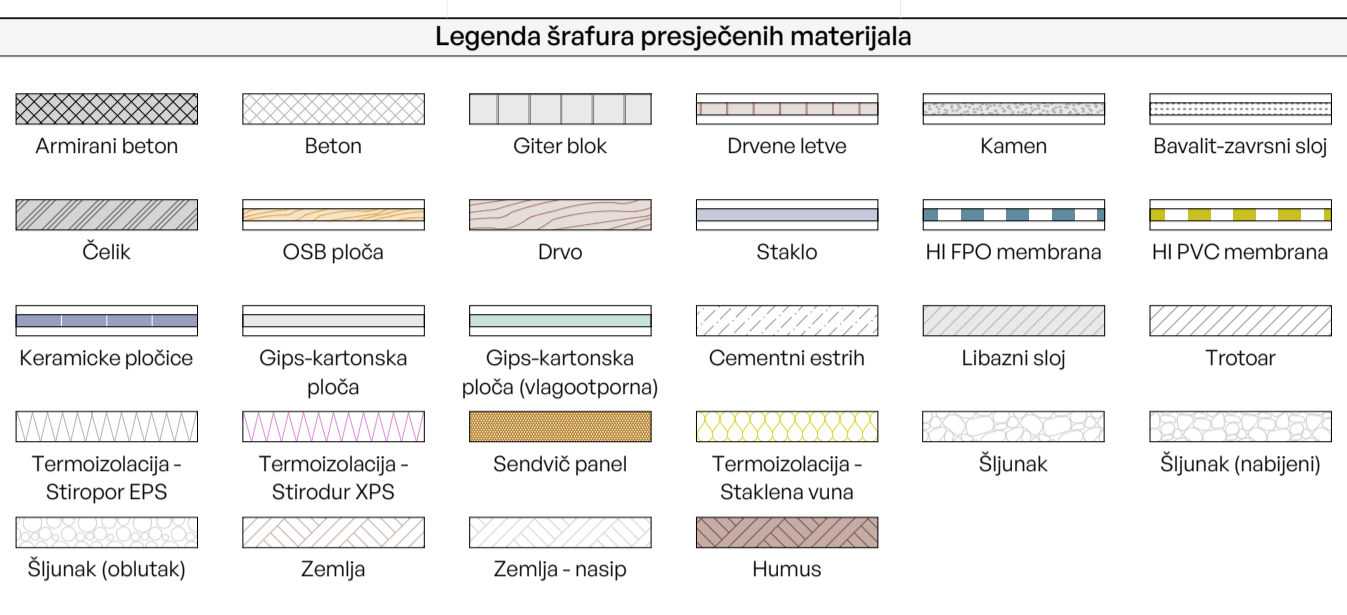 Legenda šrafura presječenih materijala
Armirani beton
Beton
Giter blok
Drvene letve
Kamen
Bavalit-zavrsni sloj
Čelik
OSB ploča
Drvo
Staklo
HI FPO membrana
HI PVC membrana
Keramicke pločice
Gips-kartonska
ploča
Gips-kartonska
ploča (vlagootporna)
Cementni estrih
Libazni sloj
Trotoar
Termoizolacija -
Stiropor EPS
Termoizolacija -
Stirodur XPS
Sendvič panel
Termoizolacija -
Staklena vuna
Šljunak
Šljunak (nabijeni)
Šljunak (oblutak)
Zemlja
Zemlja - nasip
Humus